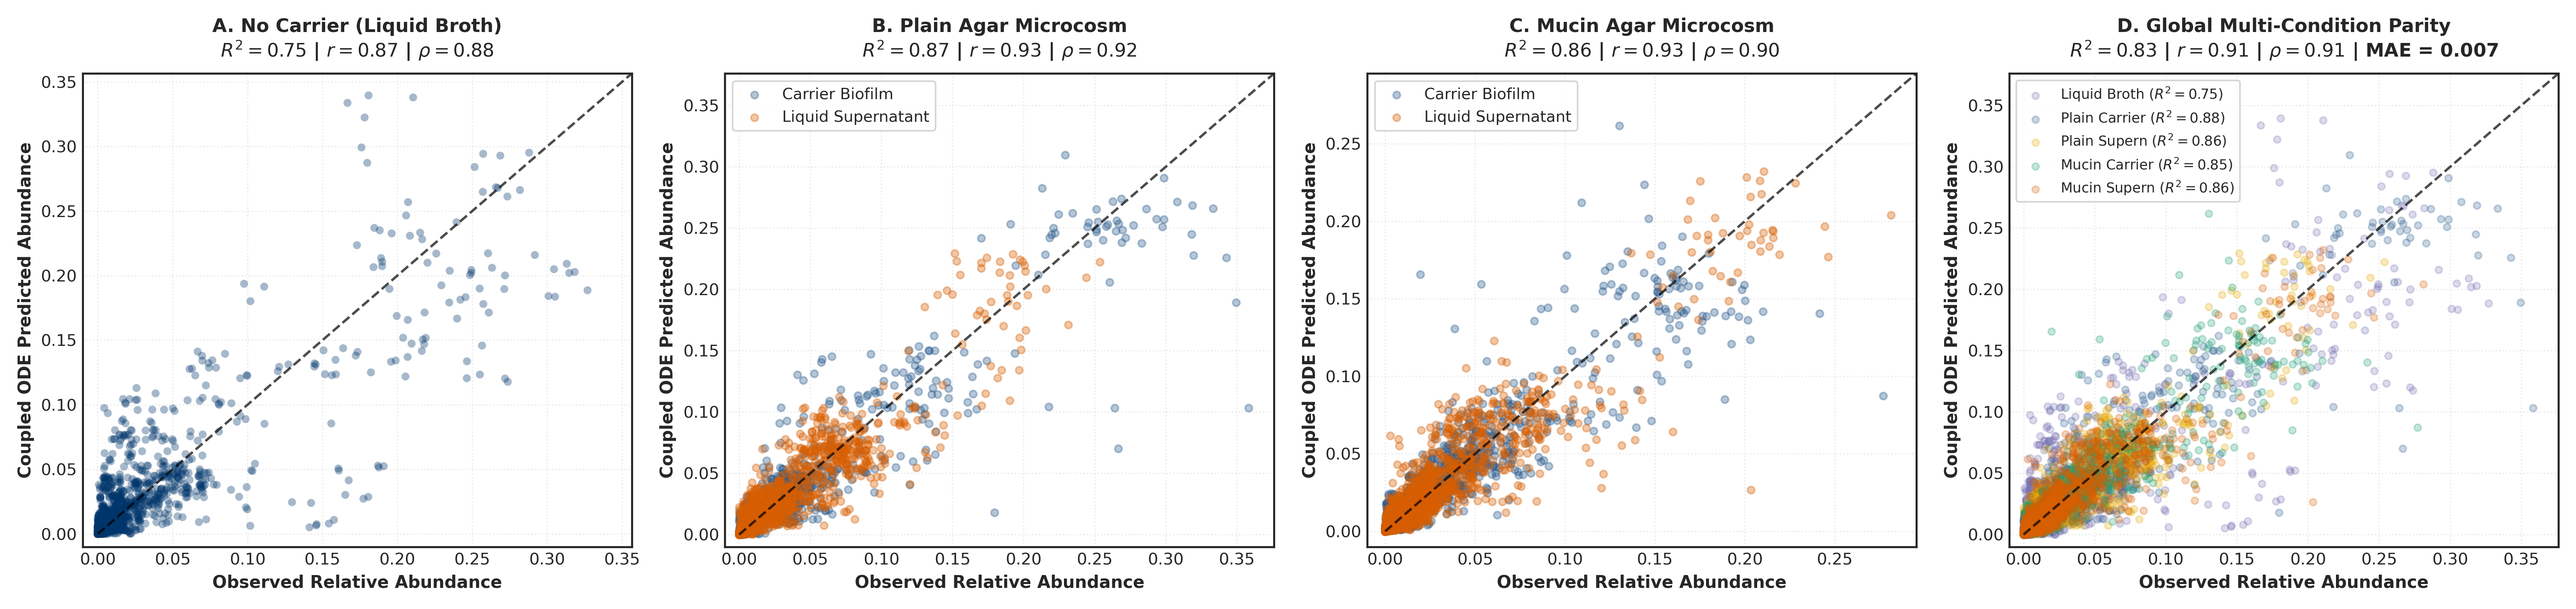 A. No Carrier (Liquid Broth)
R² = 0.75 | r = 0.87 | ρ = 0.88
Coupled ODE Predicted Abundance
0.35
0.30
0.25
0.20
0.15
0.10
0.05
0.00
0.00 0.05 0.10 0.15 0.20 0.25 0.30 0.35
Observed Relative Abundance
B. Plain Agar Microcosm
R² = 0.87 | r = 0.93 | ρ = 0.92
Carrier Biofilm
Liquid Supernatant
Coupled ODE Predicted Abundance
0.35
0.30
0.25
0.20
0.15
0.10
0.05
0.00
0.00 0.05 0.10 0.15 0.20 0.25 0.30 0.35
Observed Relative Abundance
C. Mucin Agar Microcosm
R² = 0.86 | r = 0.93 | ρ = 0.90
Carrier Biofilm
Liquid Supernatant
Coupled ODE Predicted Abundance
0.25
0.20
0.15
0.10
0.05
0.00
0.00 0.05 0.10 0.15 0.20 0.25
Observed Relative Abundance
D. Global Multi-Condition Parity
R² = 0.83 | r = 0.91 | ρ = 0.91 | MAE = 0.007
Liquid Broth (R² = 0.75)
Plain Carrier (R² = 0.88)
Plain Supern (R² = 0.86)
Mucin Carrier (R² = 0.85)
Mucin Supern (R² = 0.86)
Coupled ODE Predicted Abundance
0.35
0.30
0.25
0.20
0.15
0.10
0.05
0.00
0.00 0.05 0.10 0.15 0.20 0.25 0.30 0.35
Observed Relative Abundance